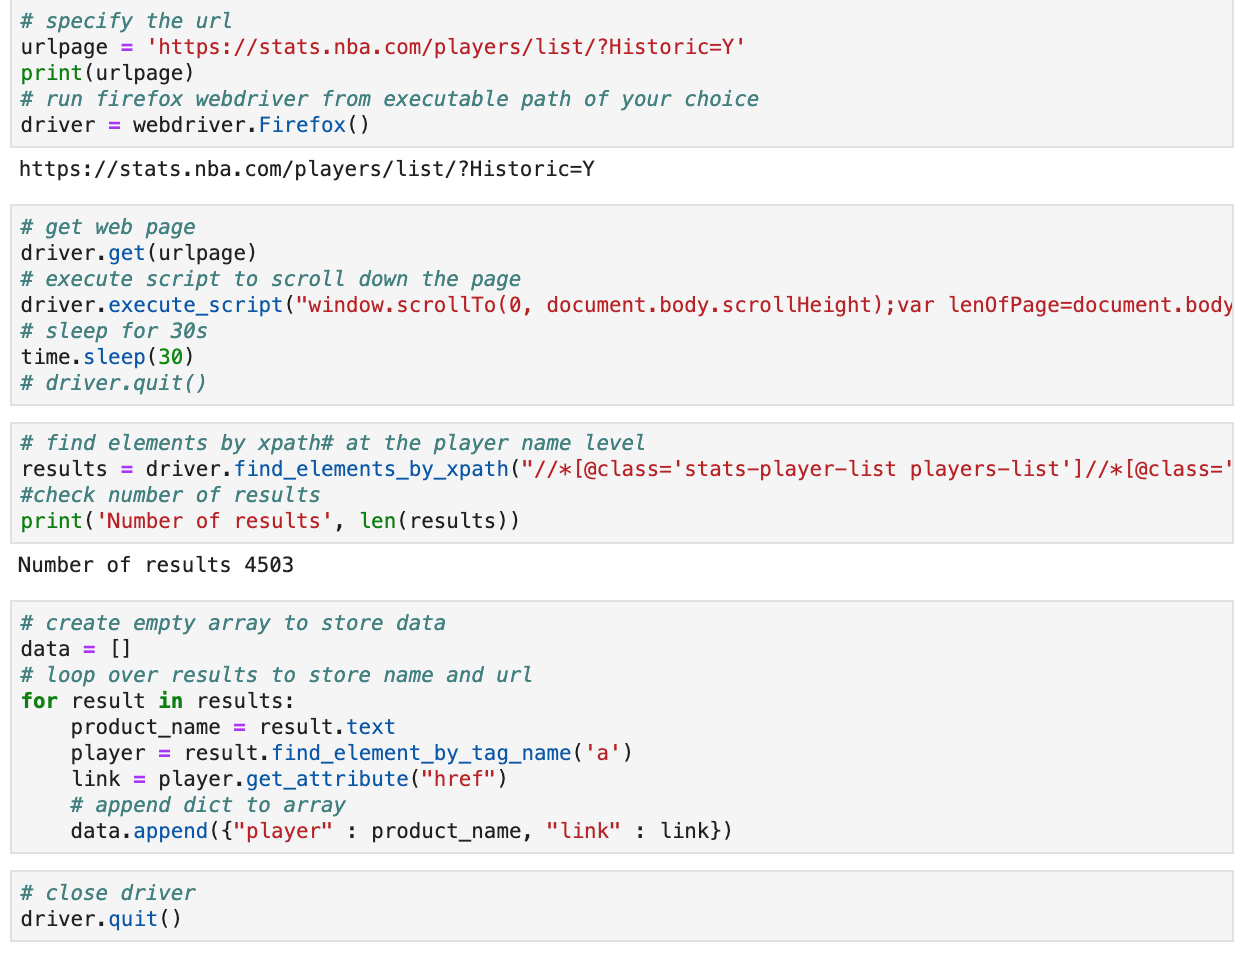 # specify the url
urlpage = 'https://stats.nba.com/players/list/?Historic=Y'
print(urlpage)
# run firefox webdriver from executable path of your choice
driver = webdriver.Firefox()
https://stats.nba.com/players/list/?Historic=Y
# get web page
driver.get(urlpage)
# execute script to scroll down the page
driver.execute_script("window.scrollTo(0, document.body.scrollHeight);var lenOfPage=document.body
# sleep for 30s
time.sleep(30)
# driver.quit()
# find elements by xpath# at the player name level
results = driver.find_elements_by_xpath("//*[@class='stats-player-list players-list']//*[@class='
#check number of results
print('Number of results', len(results))
Number of results 4503
# create empty array to store data
data = []
# loop over results to store name and url
for result in results:
    product_name = result.text
    player = result.find_element_by_tag_name('a')
    link = player.get_attribute("href")
    # append dict to array
    data.append({"player" : product_name, "link" : link})
# close driver
driver.quit()